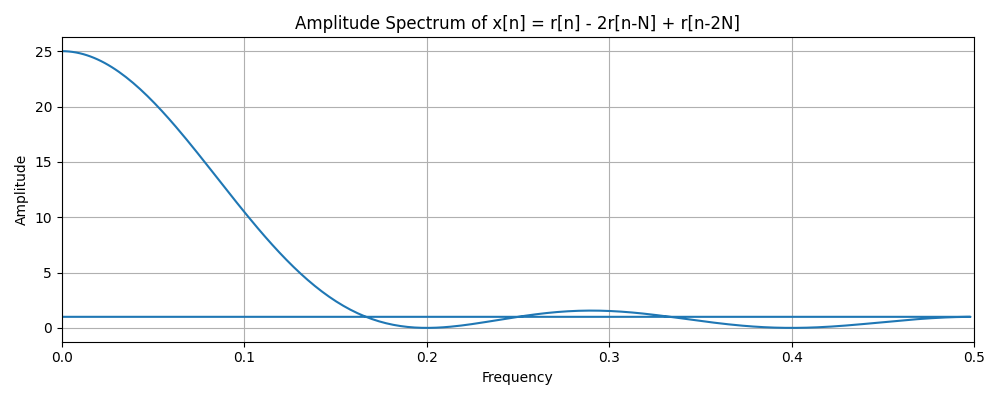 Amplitude Spectrum of x[n] = r[n] - 2r[n-N] + r[n-2N]
25
20
15
10
5
0
Amplitude
0.0 0.1 0.2 0.3 0.4 0.5
Frequency